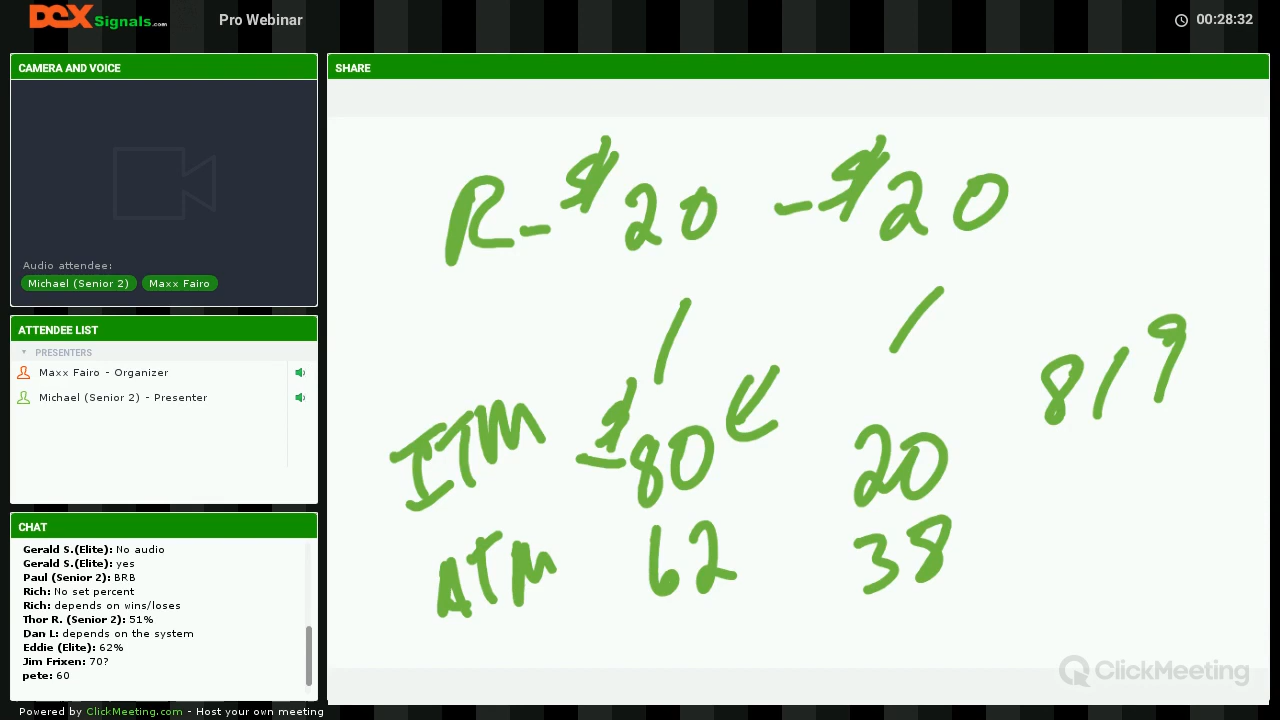 DEX Signals.com
Pro Webinar
00:28:32
CAMERA AND VOICE
Audio attendee:
Michael (Senior 2)
Maxx Fairo
ATTENDEE LIST
PRESENTERS
Maxx Fairo - Organizer
Michael (Senior 2) - Presenter
CHAT
Gerald S.(Elite): No audio
Gerald S.(Elite): yes
Paul (Senior 2): BRB
Rich: No set percent
Rich: depends on wins/loses
Thor R. (Senior 2): 51%
Dan L: depends on the system
Eddie (Elite): 62%
Jim Frixen: 70?
pete: 60
Powered by ClickMeeting.com - Host your own meeting
SHARE
R - $20 - $20
8/9
ITM - $80 20
ATM 62 38
ClickMeeting